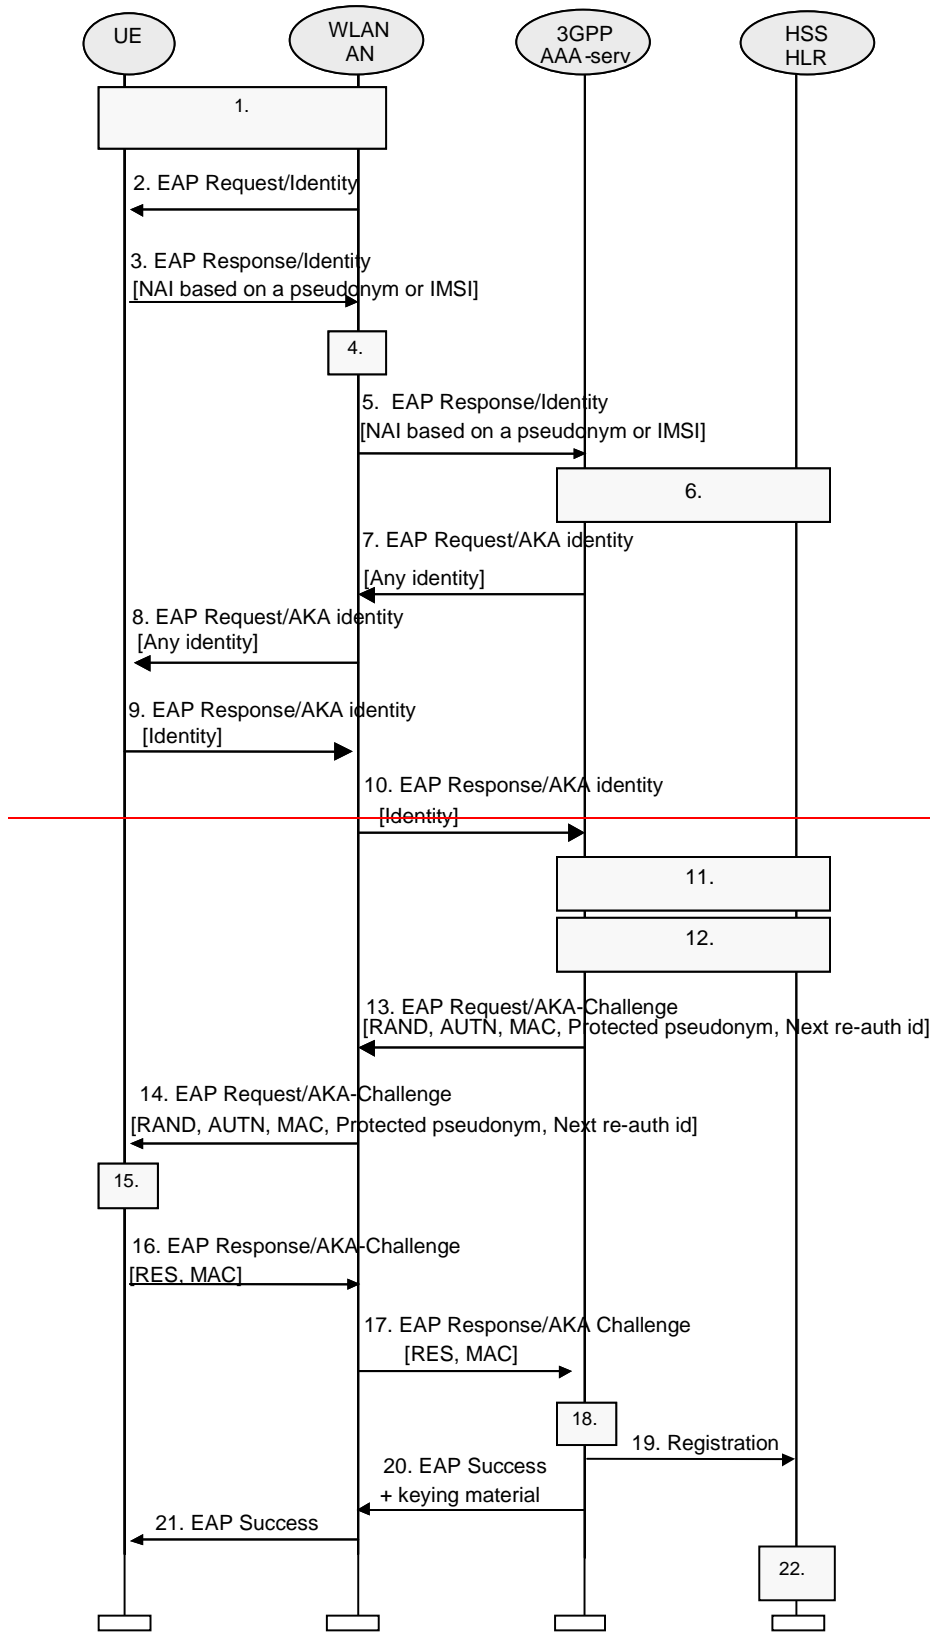 UE
WLAN
AN
3GPP
AAA-serv
HSS
HLR
1.
2. EAP Request/Identity
3. EAP Response/Identity
[NAI based on a pseudonym or IMSI]
4.
5. EAP Response/Identity
[NAI based on a pseudonym or IMSI]
6.
7. EAP Request/AKA identity
[Any identity]
8. EAP Request/AKA identity
[Any identity]
9. EAP Response/AKA identity
[Identity]
10. EAP Response/AKA identity
[Identity]
11.
12.
13. EAP Request/AKA-Challenge
[RAND, AUTN, MAC, Protected pseudonym, Next re-auth id]
14. EAP Request/AKA-Challenge
[RAND, AUTN, MAC, Protected pseudonym, Next re-auth id]
15.
16. EAP Response/AKA-Challenge
[RES, MAC]
17. EAP Response/AKA Challenge
[RES, MAC]
18.
19. Registration
20. EAP Success
+ keying material
21. EAP Success
22.